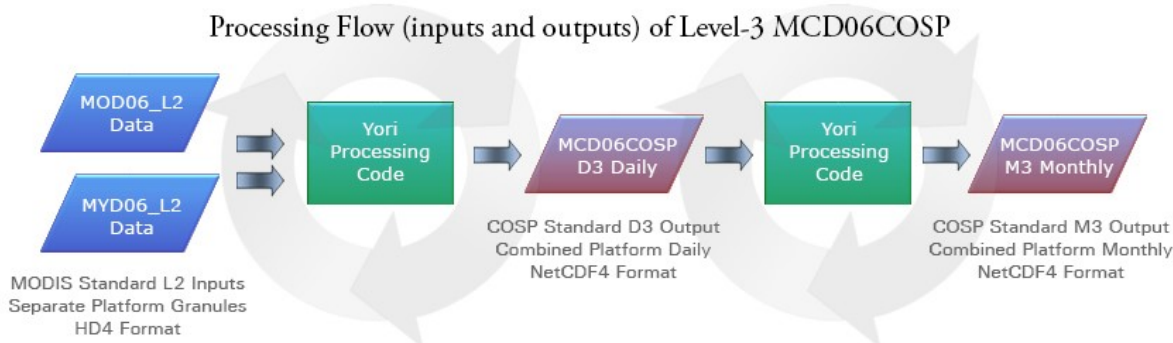 Processing Flow (inputs and outputs) of Level-3 MCD06COSP
MOD06_L2
Data
MYD06_L2
Data
MODIS Standard L2 Inputs
Separate Platform Granules
HD4 Format
Yori
Processing
Code
MCD06COSP
D3 Daily
COSP Standard D3 Output
Combined Platform Daily
NetCDF4 Format
Yori
Processing
Code
MCD06COSP
M3 Monthly
COSP Standard M3 Output
Combined Platform Monthly
NetCDF4 Format